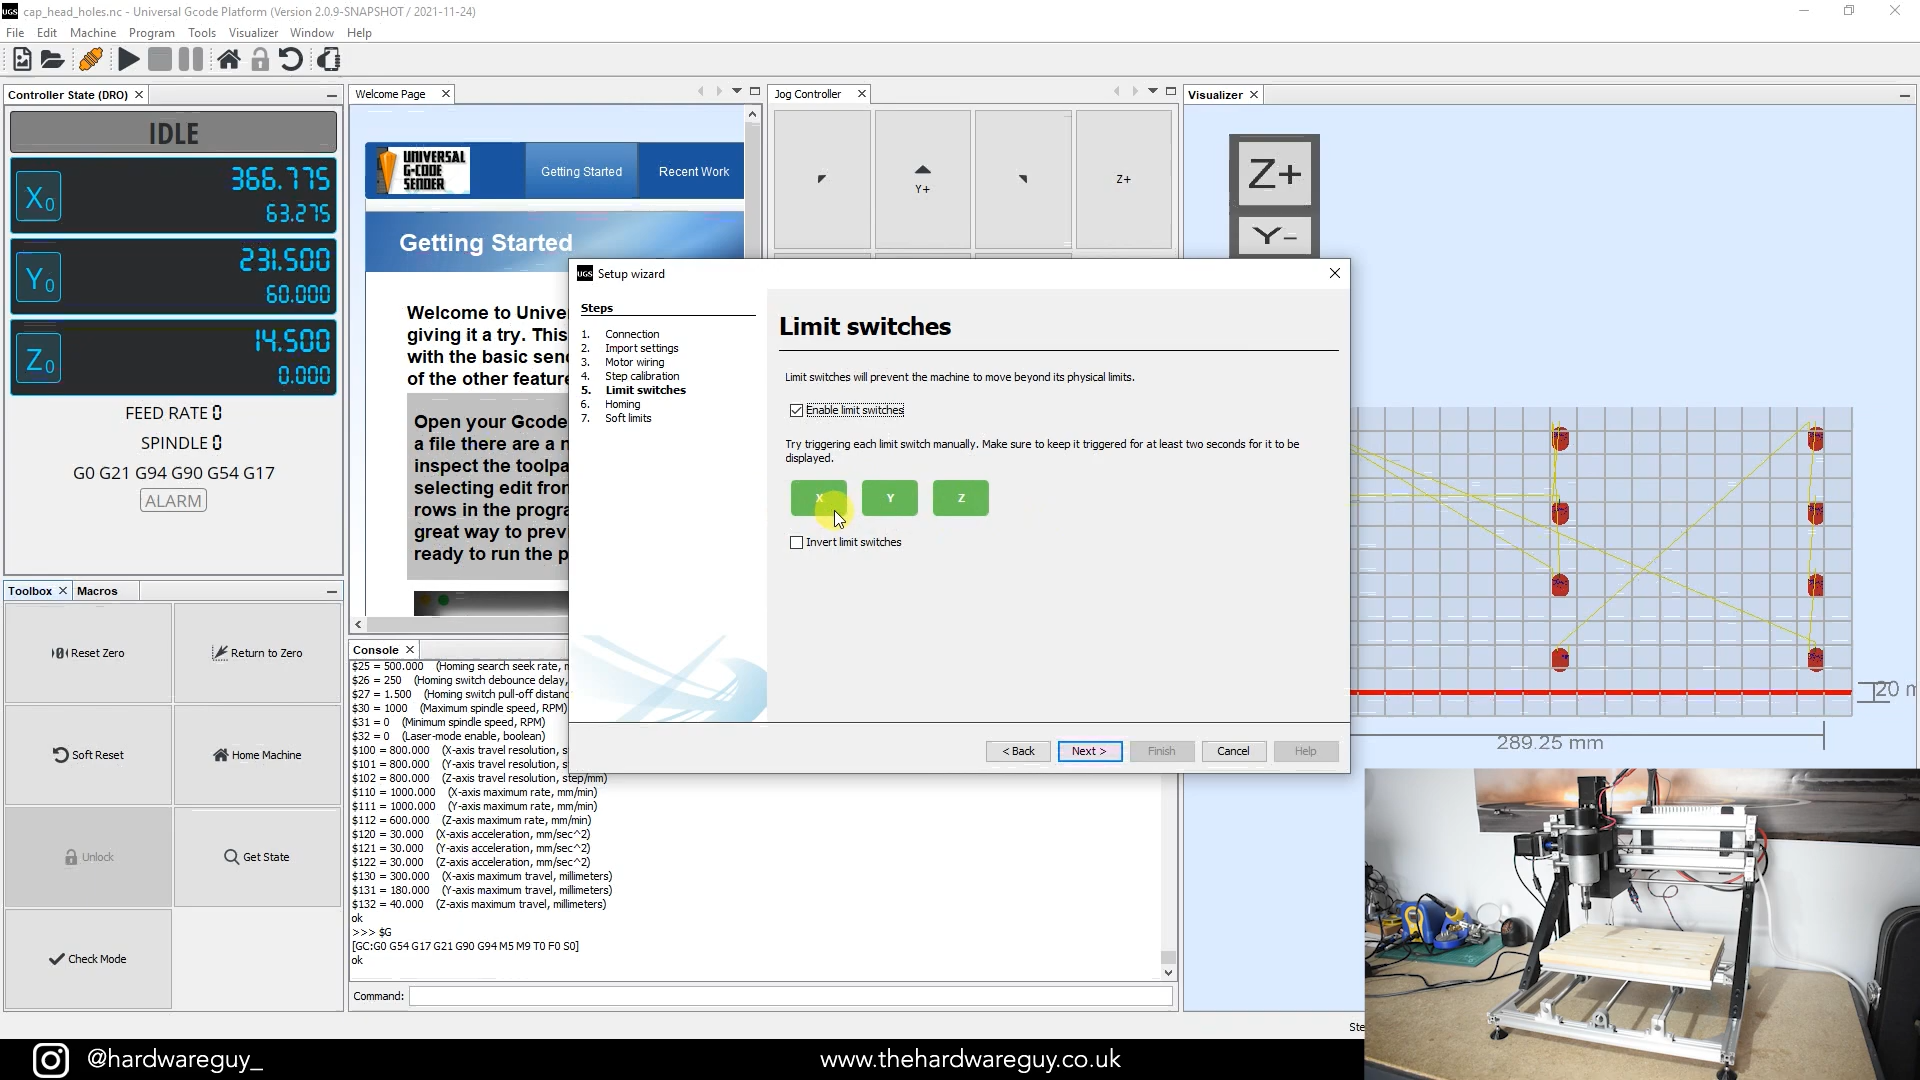 UGS cap_head_holes.nc - Universal Gcode Platform (Version 2.0.9-SNAPSHOT / 2021-11-24)
File Edit Machine Program Tools Visualizer Window Help
Controller State (DRO)
IDLE
X0 366.775
63.275
Y0 231.500
60.000
Z0 14.500
0.000
FEED RATE 0
SPINDLE 0
G0 G21 G94 G90 G54 G17
ALARM
Toolbox Macros
Reset Zero
Return to Zero
Soft Reset
Home Machine
Unlock
Get State
Check Mode
Welcome Page
UNIVERSAL
G-CODE
SENDER
Getting Started
Recent Work
Getting Started
Welcome to Unive
giving it a try. This
with the basic sen
of the other feature
Open your Gcode
a file there are a n
inspect the toolpa
selecting edit fron
rows in the progra
great way to prev
ready to run the p
Jog Controller
Y+
Z+
Visualizer
Z+
Y-
20 m
289.25 mm
UGS Setup wizard
Steps
1. Connection
2. Import settings
3. Motor wiring
4. Step calibration
5. Limit switches
6. Homing
7. Soft limits
Limit switches
Limit switches will prevent the machine to move beyond its physical limits.
Enable limit switches
Try triggering each limit switch manually. Make sure to keep it triggered for at least two seconds for it to be
displayed.
X Y Z
Invert limit switches
< Back Next > Finish Cancel Help
Console
$25 = 500.000 (Homing search seek rate, m
$26 = 250 (Homing switch debounce delay,
$27 = 1.500 (Homing switch pull-off distanc
$30 = 1000 (Maximum spindle speed, RPM)
$31 = 0 (Minimum spindle speed, RPM)
$32 = 0 (Laser-mode enable, boolean)
$100 = 800.000 (X-axis travel resolution, s
$101 = 800.000 (Y-axis travel resolution, s
$102 = 800.000 (Z-axis travel resolution, step/mm)
$110 = 1000.000 (X-axis maximum rate, mm/min)
$111 = 1000.000 (Y-axis maximum rate, mm/min)
$112 = 600.000 (Z-axis maximum rate, mm/min)
$120 = 30.000 (X-axis acceleration, mm/sec^2)
$121 = 30.000 (Y-axis acceleration, mm/sec^2)
$122 = 30.000 (Z-axis acceleration, mm/sec^2)
$130 = 300.000 (X-axis maximum travel, millimeters)
$131 = 180.000 (Y-axis maximum travel, millimeters)
$132 = 40.000 (Z-axis maximum travel, millimeters)
ok
>>> $G
[GC:G0 G54 G17 G21 G90 G94 M5 M9 T0 F0 S0]
ok
Command:
Ste
@hardwareguy_
www.thehardwareguy.co.uk